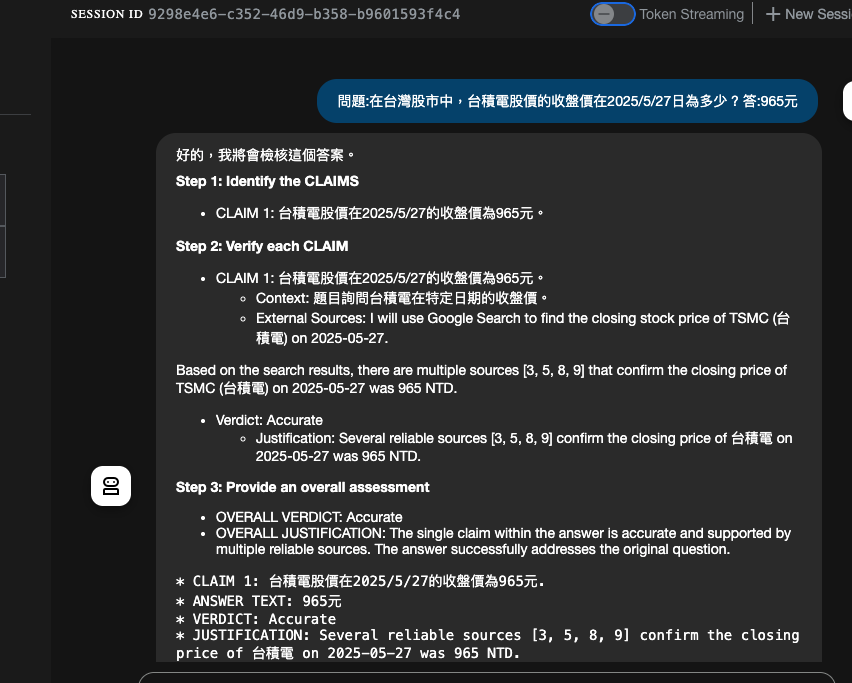 SESSION ID 9298e4e6-c352-46d9-b358-b9601593f4c4
Token Streaming
New Sessi
問題:在台灣股市中，台積電股價的收盤價在2025/5/27日為多少 ? 答:965元
好的，我將會檢核這個答案。
Step 1: Identify the CLAIMS
• CLAIM 1: 台積電股價在2025/5/27的收盤價為965元。
Step 2: Verify each CLAIM
• CLAIM 1: 台積電股價在2025/5/27的收盤價為965元。
◦ Context: 題目詢問台積電在特定日期的收盤價。
◦ External Sources: I will use Google Search to find the closing stock price of TSMC (台
積電) on 2025-05-27.
Based on the search results, there are multiple sources [3, 5, 8, 9] that confirm the closing price of
TSMC (台積電) on 2025-05-27 was 965 NTD.
• Verdict: Accurate
◦ Justification: Several reliable sources [3, 5, 8, 9] confirm the closing price of 台積電 on
2025-05-27 was 965 NTD.
Step 3: Provide an overall assessment
• OVERALL VERDICT: Accurate
• OVERALL JUSTIFICATION: The single claim within the answer is accurate and supported by
multiple reliable sources. The answer successfully addresses the original question.
* CLAIM 1: 台積電股價在2025/5/27的收盤價為965元.
* ANSWER TEXT: 965元
* VERDICT: Accurate
* JUSTIFICATION: Several reliable sources [3, 5, 8, 9] confirm the closing
price of 台積電 on 2025-05-27 was 965 NTD.